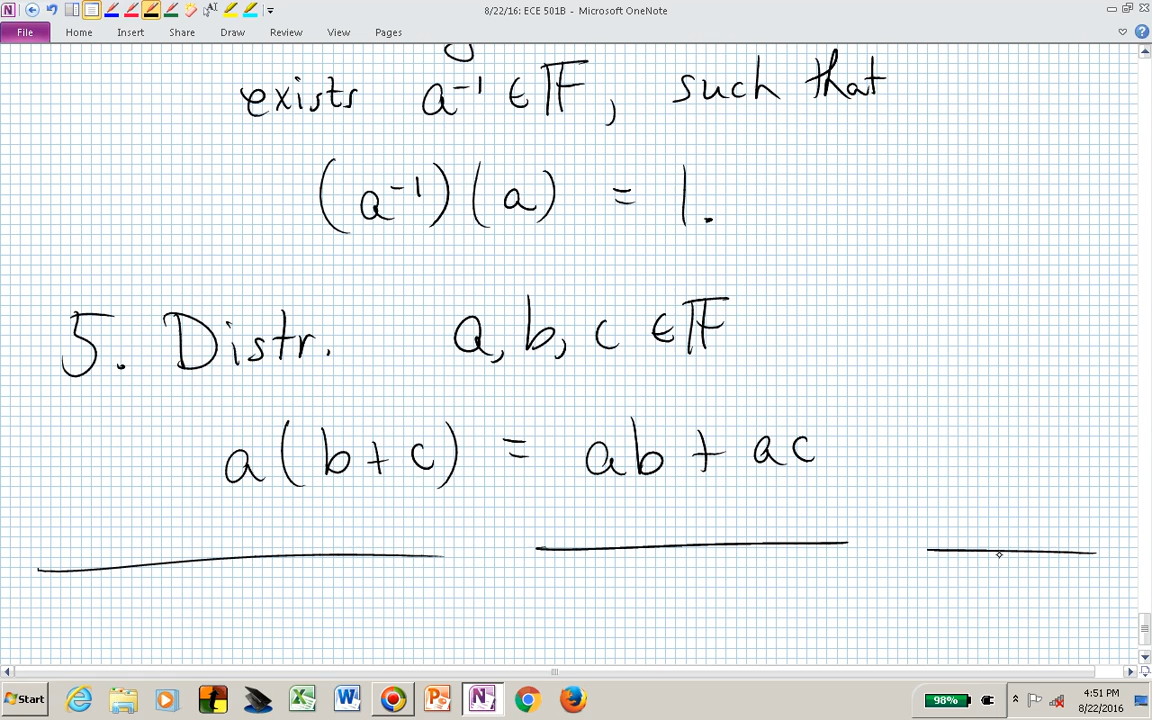 8/22/16: ECE 501B - Microsoft OneNote
File Home Insert Share Draw Review View Pages
exists a⁻¹ ∈ 𝔽, such that
(a⁻¹)(a) = 1.
5. Distr. a, b, c ∈ 𝔽
a(b+c) = ab + ac
Start 98% 4:51 PM
8/22/2016